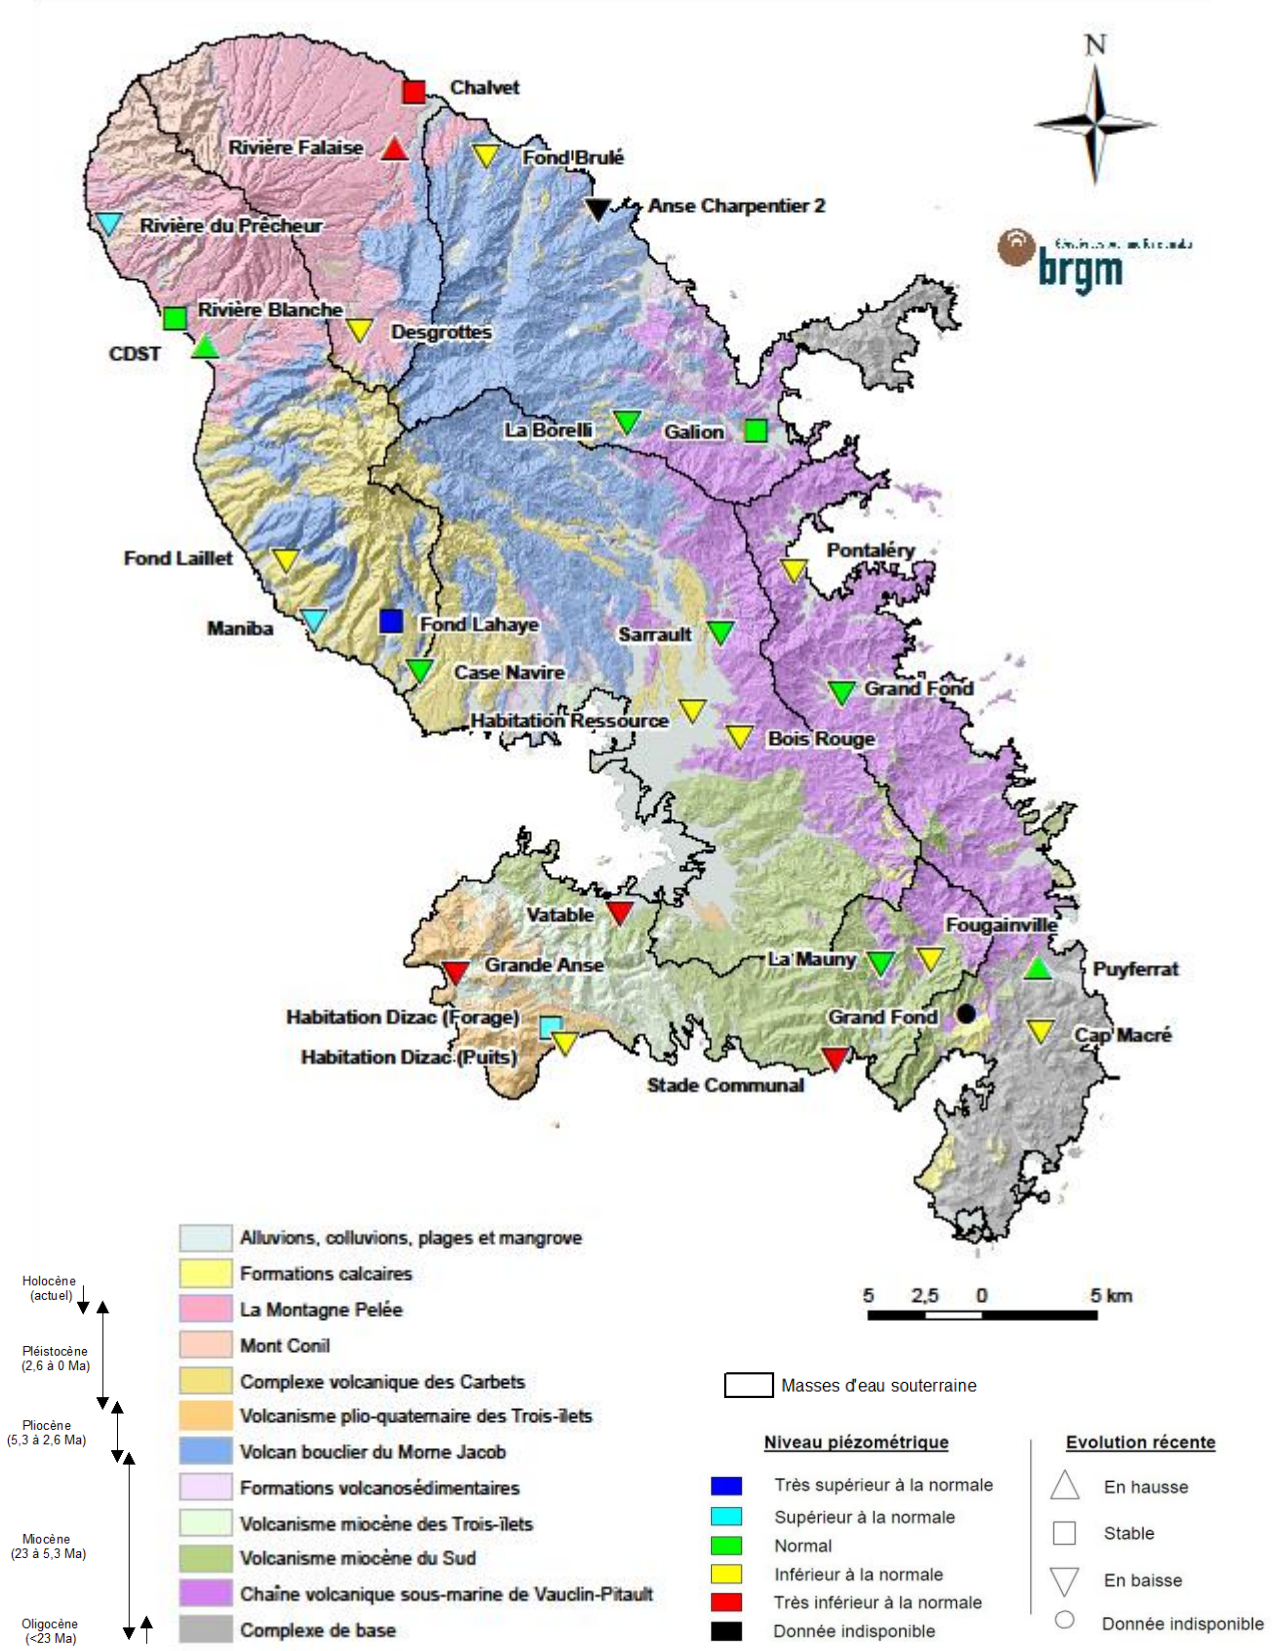 N
Chalvet
Rivière Falaise
Fond Brulé
Anse Charpentier 2
Rivière du Prêcheur
brgm
Rivière Blanche
Desgrottes
CDST
La Borelli
Galion
Fond Laillet
Pontaléry
Maniba
Fond Lahaye
Sarrault
Case Navire
Grand Fond
Habitation Ressource
Bois Rouge
Vatable
Fougainville
Grande Anse
La Mauny
Puyferrat
Habitation Dizac (Forage)
Grand Fond
Cap Macré
Habitation Dizac (Puits)
Stade Communal
Alluvions, colluvions, plages et mangrove
Formations calcaires
La Montagne Pelée
Mont Conil
Complexe volcanique des Carbets
Volcanisme plio-quaternaire des Trois-îlets
Volcan bouclier du Morne Jacob
Formations volcanosédimentaires
Volcanisme miocène des Trois-îlets
Volcanisme miocène du Sud
Chaîne volcanique sous-marine de Vauclin-Pitault
Complexe de base
Holocène
(actuel)
Pléistocène
(2,6 à 0 Ma)
Pliocène
(5,3 à 2,6 Ma)
Miocène
(23 à 5,3 Ma)
Oligocène
(<23 Ma)
5 2,5 0 5 km
Masses d'eau souterraine
Niveau piézométrique
Très supérieur à la normale
Supérieur à la normale
Normal
Inférieur à la normale
Très inférieur à la normale
Donnée indisponible
Evolution récente
En hausse
Stable
En baisse
Donnée indisponible